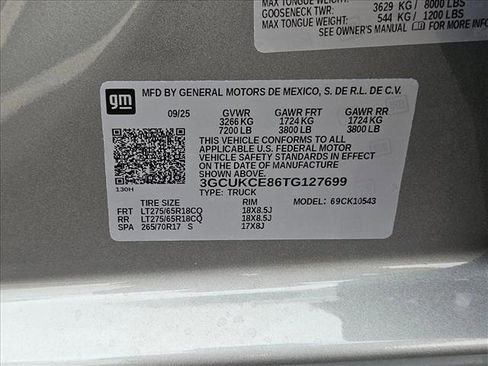 MAX TONGUE WEIGHT:
3629 KG / 8000 LBS
GOOSENECK TWR:
544 KG / 1200 LBS
MAX TONGUE WEIGHT:
SEE OWNER'S MANUAL
gm
MFD BY GENERAL MOTORS DE MEXICO, S. DE R.L. DE C.V.
09/25 GVWR GAWR FRT GAWR RR
3266 KG 1724 KG 1724 KG
7200 LB 3800 LB 3800 LB
THIS VEHICLE CONFORMS TO ALL
APPLICABLE U.S. FEDERAL MOTOR
VEHICLE SAFETY STANDARDS
IN EFFECT ON THE DATE OF MANUFACTURE
SHOWN ABOVE.
3GCUKCE86TG127699
TYPE: TRUCK
130H
MODEL: 69CK10543
TIRE SIZE RIM
FRT LT275/65R18CQ 18X8.5J
RR LT275/65R18CQ 18X8.5J
SPA 265/70R17 S 17X8J